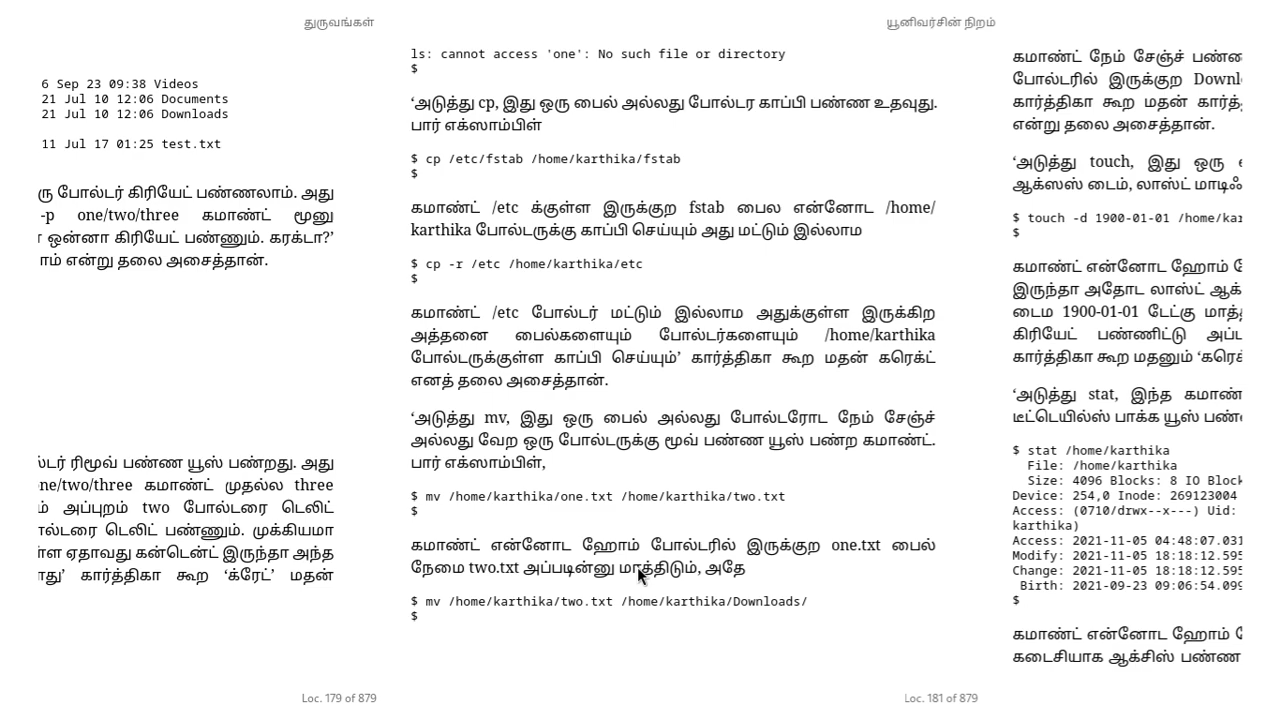 துருவங்கள்
யூனிவர்சின் நிறம்
6 Sep 23 09:38 Videos
21 Jul 10 12:06 Documents
21 Jul 10 12:06 Downloads
11 Jul 17 01:25 test.txt
போல்டர் கிரியேட் பண்ணலாம். அது
-p one/two/three கமாண்ட் மூனு
ஒன்னா கிரியேட் பண்ணும். கரக்டா?’
என்று தலை அசைத்தான்.
ரிமூவ் பண்ண யூஸ் பண்றது. அது
கமாண்ட் முதல்ல three
அப்புறம் two போல்டரை டெலிட்
டெலிட் பண்ணும். முக்கியமா
ஏதாவது கன்டென்ட் இருந்தா அந்த
கார்த்திகா கூற ‘க்ரேட்’ மதன்
ls: cannot access 'one': No such file or directory
$
‘அடுத்து cp, இது ஒரு பைல் அல்லது போல்டர காப்பி பண்ண உதவுது.
பார் எக்ஸாம்பிள்
$ cp /etc/fstab /home/karthika/fstab
$
கமாண்ட் /etc க்குள்ள இருக்குற fstab பைல என்னோட /home/
karthika போல்டருக்கு காப்பி செய்யும் அது மட்டும் இல்லாம
$ cp -r /etc /home/karthika/etc
$
கமாண்ட் /etc போல்டர் மட்டும் இல்லாம அதுக்குள்ள இருக்கிற
அத்தனை பைல்களையும் போல்டர்களையும் /home/karthika
போல்டருக்குள்ள காப்பி செய்யும்’ கார்த்திகா கூற மதன் கரெக்ட்
எனத் தலை அசைத்தான்.
‘அடுத்து mv, இது ஒரு பைல் அல்லது போல்டரோட நேம் சேஞ்ச்
அல்லது வேற ஒரு போல்டருக்கு மூவ் பண்ண யூஸ் பண்ற கமாண்ட்.
பார் எக்ஸாம்பிள்,
$ mv /home/karthika/one.txt /home/karthika/two.txt
$
கமாண்ட் என்னோட ஹோம் போல்டரில் இருக்குற one.txt பைல்
நேமை two.txt அப்படின்னு மாத்திடும், அதே
$ mv /home/karthika/two.txt /home/karthika/Downloads/
$
கமாண்ட் நேம் சேஞ்ச்
போல்டரில் இருக்குற
கார்த்திகா கூற மதன்
என்று தலை அசைத்தான்.
‘அடுத்து touch, இது ஒரு
ஆக்ஸஸ் டைம், லாஸ்ட்
$ touch -d 1900-01-01 /home/kar
$
கமாண்ட் என்னோட ஹோம்
இருந்தா அதோட லாஸ்ட்
டைம 1900-01-01 டேட்கு
கிரியேட் பண்ணிட்டு
கார்த்திகா கூற மதனும்
‘அடுத்து stat, இந்த
டீட்டெயில்ஸ் பாக்க யூஸ்
$ stat /home/karthika
File: /home/karthika
Size: 4096 Blocks: 8 IO Block
Device: 254,0 Inode: 269123004
Access: (0710/drwx--x---) Uid:
karthika)
Access: 2021-11-05 04:48:07.031
Modify: 2021-11-05 18:18:12.595
Change: 2021-11-05 18:18:12.595
Birth: 2021-09-23 09:06:54.099
$
கமாண்ட் என்னோட ஹோம்
கடைசியாக ஆக்சிஸ் பண்ண
Loc. 179 of 879
Loc. 181 of 879